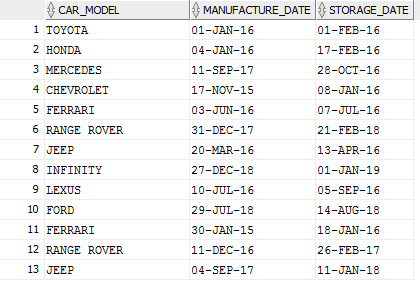 CAR_MODEL MANUFACTURE_DATE STORAGE_DATE
1 TOYOTA 01-JAN-16 01-FEB-16
2 HONDA 04-JAN-16 17-FEB-16
3 MERCEDES 11-SEP-17 28-OCT-16
4 CHEVROLET 17-NOV-15 08-JAN-16
5 FERRARI 03-JUN-16 07-JUL-16
6 RANGE ROVER 31-DEC-17 21-FEB-18
7 JEEP 20-MAR-16 13-APR-16
8 INFINITY 27-DEC-18 01-JAN-19
9 LEXUS 10-JUL-16 05-SEP-16
10 FORD 29-JUL-18 14-AUG-18
11 FERRARI 30-JAN-15 18-JAN-16
12 RANGE ROVER 11-DEC-16 26-FEB-17
13 JEEP 04-SEP-17 11-JAN-18